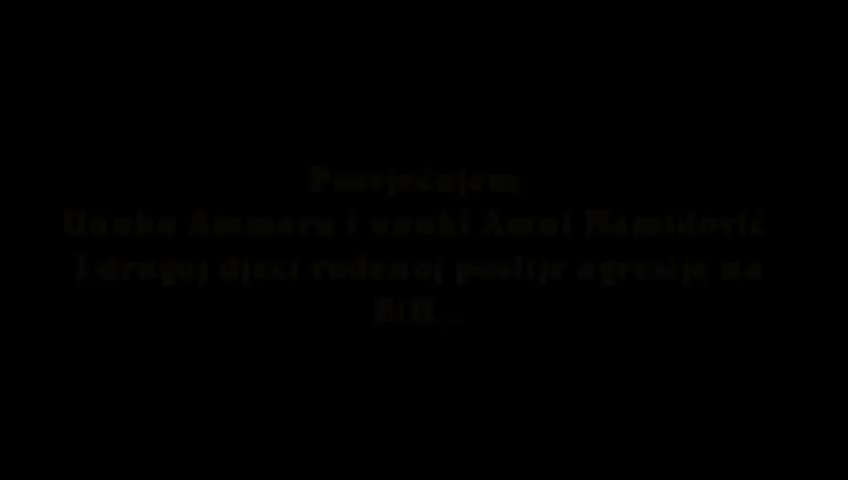 Posvjećujem:
Unuku Ammaru i unuki Amni Hamidović
I drugoj djeci rođenoj poslije agresije na
BiH...